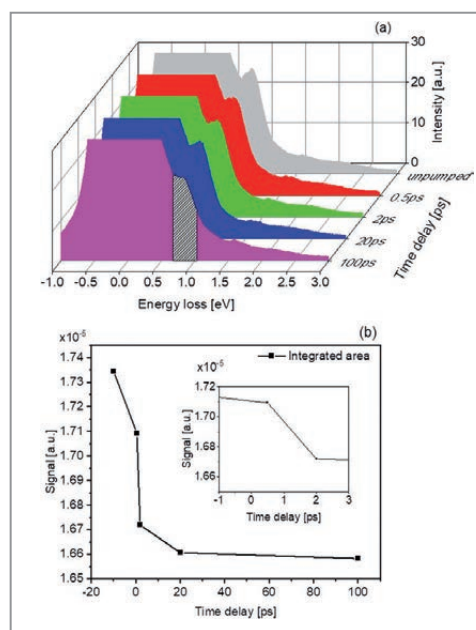 (a)
30
20
10
0
Intensity [a.u.]
unpumped
0.5ps
2ps
20ps
100ps
Time delay [ps]
-1.0 -0.5 0.0 0.5 1.0 1.5 2.0 2.5 3.0
Energy loss [eV]
(b)
x10⁻⁵
1.74
1.73
1.72
1.71
1.70
1.69
1.68
1.67
1.66
1.65
Signal [a.u.]
Integrated area
x10⁻⁵
1.72
1.70
1.68
1.66
Signal [a.u.]
-1 0 1 2 3
Time delay [ps]
-20 0 20 40 60 80 100
Time delay [ps]